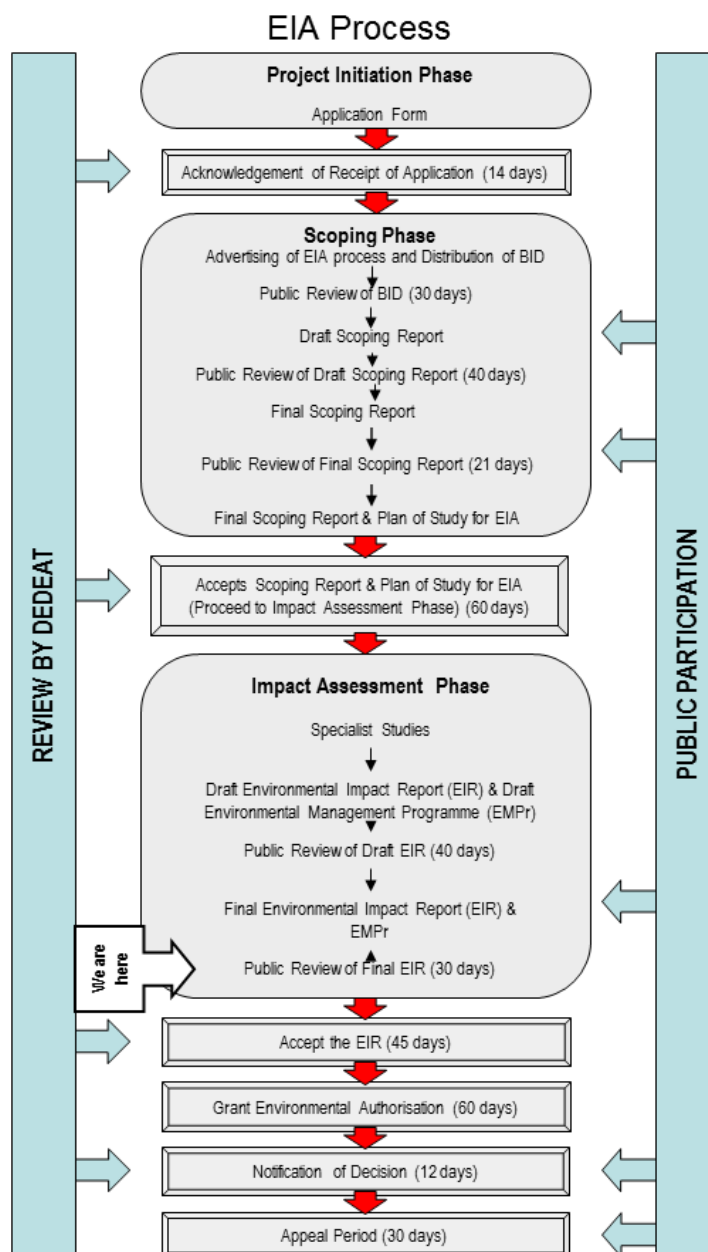 EIA Process
Project Initiation Phase
Application Form
Acknowledgement of Receipt of Application (14 days)
Scoping Phase
Advertising of EIA process and Distribution of BID
Public Review of BID (30 days)
Draft Scoping Report
Public Review of Draft Scoping Report (40 days)
Final Scoping Report
Public Review of Final Scoping Report (21 days)
Final Scoping Report & Plan of Study for EIA
Accepts Scoping Report & Plan of Study for EIA
(Proceed to Impact Assessment Phase) (60 days)
Impact Assessment Phase
Specialist Studies
Draft Environmental Impact Report (EIR) & Draft
Environmental Management Programme (EMPr)
Public Review of Draft EIR (40 days)
Final Environmental Impact Report (EIR) &
EMPr
Public Review of Final EIR (30 days)
We are
here
Accept the EIR (45 days)
Grant Environmental Authorisation (60 days)
Notification of Decision (12 days)
Appeal Period (30 days)
REVIEW BY DEDEAT
PUBLIC PARTICIPATION